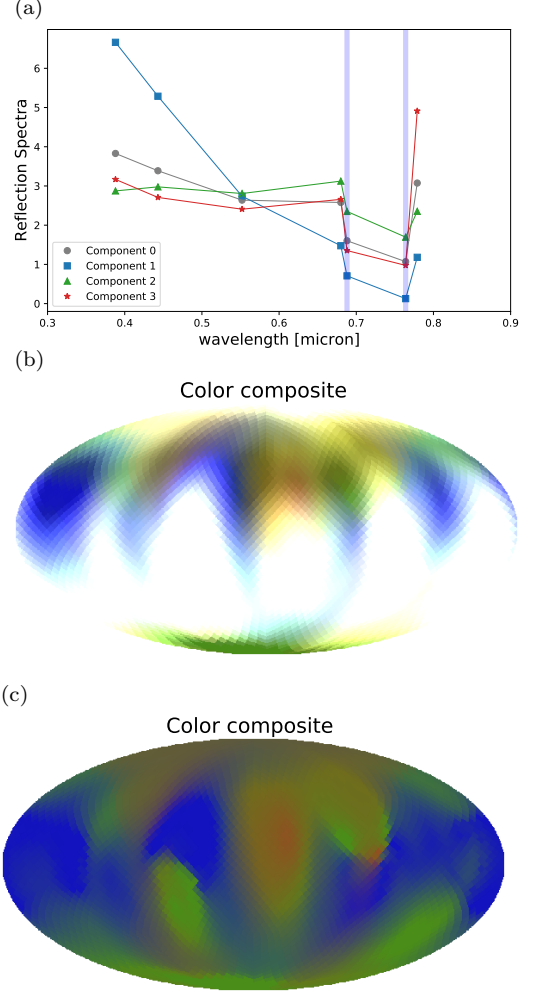 (a)
Reflection Spectra
6
5
4
3
2
1
0
Component 0
Component 1
Component 2
Component 3
0.3 0.4 0.5 0.6 0.7 0.8 0.9
wavelength [micron]
(b)
Color composite
(c)
Color composite